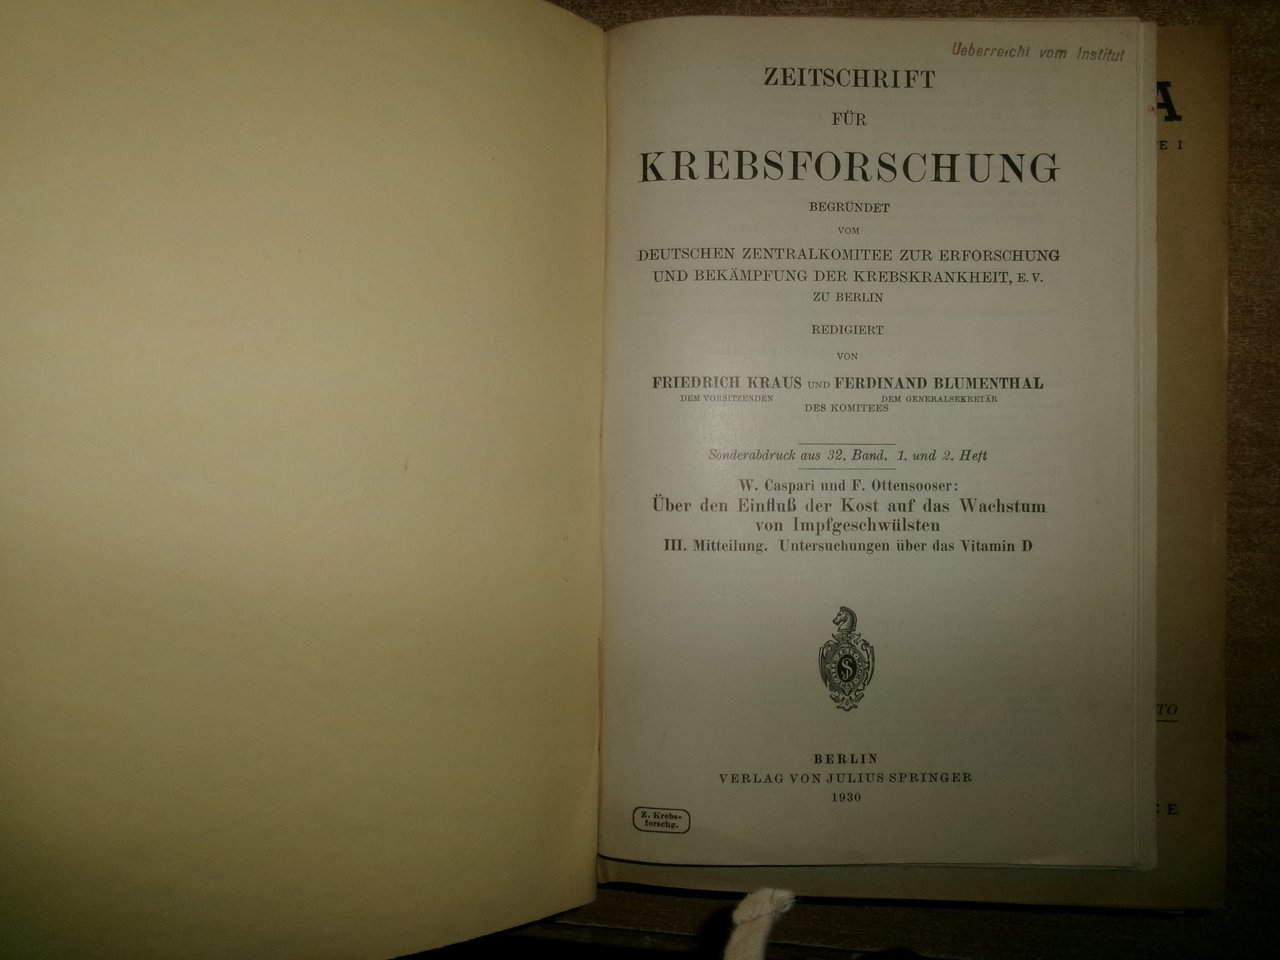 Ueberreicht vom Institut
ZEITSCHRIFT
FÜR
KREBSFORSCHUNG
BEGRÜNDET
VOM
DEUTSCHEN ZENTRALKOMITEE ZUR ERFORSCHUNG
UND BEKÄMPFUNG DER KREBSKRANKHEIT, E. V.
ZU BERLIN
REDIGIERT
VON
FRIEDRICH KRAUS UND FERDINAND BLUMENTHAL
DEM VORSITZENDEN DEM GENERALSEKRETÄR
DES KOMITEES
Sonderabdruck aus 32. Band. 1. und 2. Heft
W. Caspari und F. Ottensooser:
Über den Einfluß der Kost auf das Wachstum
von Impfgeschwülsten
III. Mitteilung. Untersuchungen über das Vitamin D
BERLIN
VERLAG VON JULIUS SPRINGER
1930
Z. Krebs-
forschg.
A
E I
TO
C E